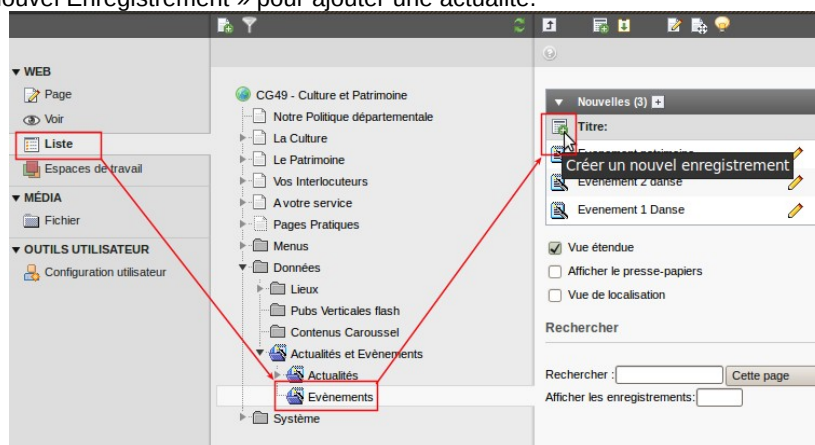 ouvel Enregistrement » pour ajouter une actualité.
WEB
Page
Voir
Liste
Espaces de travail
MÉDIA
Fichier
OUTILS UTILISATEUR
Configuration utilisateur
CG49 - Culture et Patrimoine
Notre Politique départementale
La Culture
Le Patrimoine
Vos Interlocuteurs
A votre service
Pages Pratiques
Menus
Données
Lieux
Pubs Verticales flash
Contenus Caroussel
Actualités et Evènements
Actualités
Evènements
Système
Nouvelles (3)
Titre:
Evenement patrimoine
Créer un nouvel enregistrement
Evenement 2 danse
Evenement 1 Danse
Vue étendue
Afficher le presse-papiers
Vue de localisation
Rechercher
Rechercher : Cette page
Afficher les enregistrements: